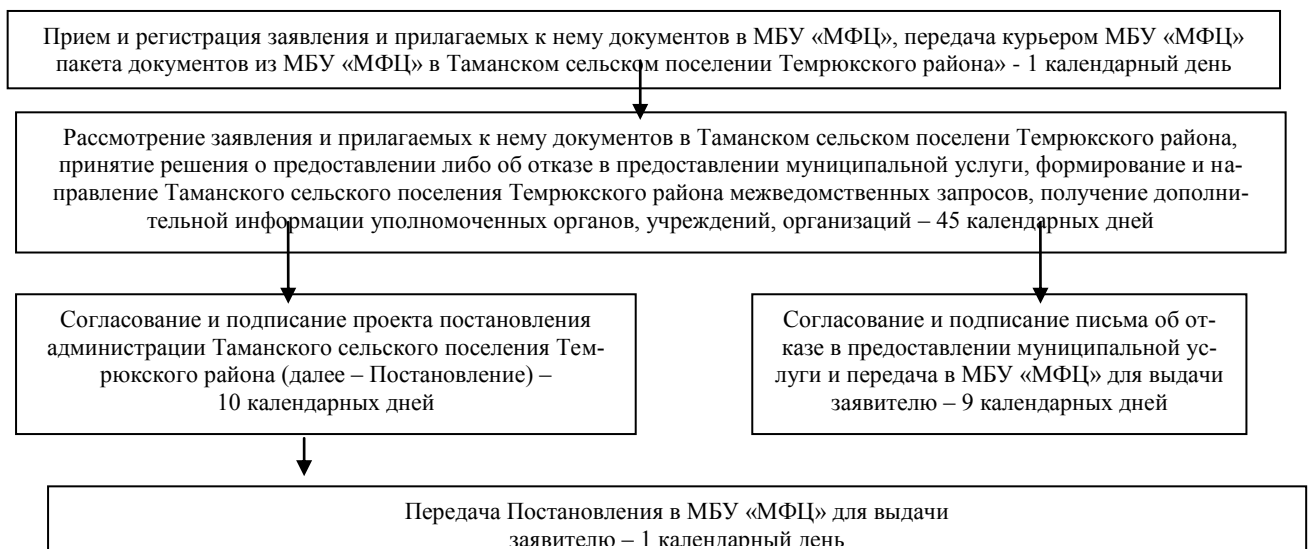 Прием и регистрация заявления и прилагаемых к нему документов в МБУ «МФЦ», передача курьером МБУ «МФЦ»
пакета документов из МБУ «МФЦ» в Таманском сельском поселении Темрюкского района» - 1 календарный день
Рассмотрение заявления и прилагаемых к нему документов в Таманском сельском поселени Темрюкского района,
принятие решения о предоставлении либо об отказе в предоставлении муниципальной услуги, формирование и на-
правление Таманского сельского поселения Темрюкского района межведомственных запросов, получение дополни-
тельной информации уполномоченных органов, учреждений, организаций – 45 календарных дней
Согласование и подписание проекта постановления
администрации Таманского сельского поселения Тем-
рюкского района (далее – Постановление) –
10 календарных дней
Согласование и подписание письма об от-
казе в предоставлении муниципальной ус-
луги и передача в МБУ «МФЦ» для выдачи
заявителю – 9 календарных дней
Передача Постановления в МБУ «МФЦ» для выдачи
заявителю – 1 календарный день